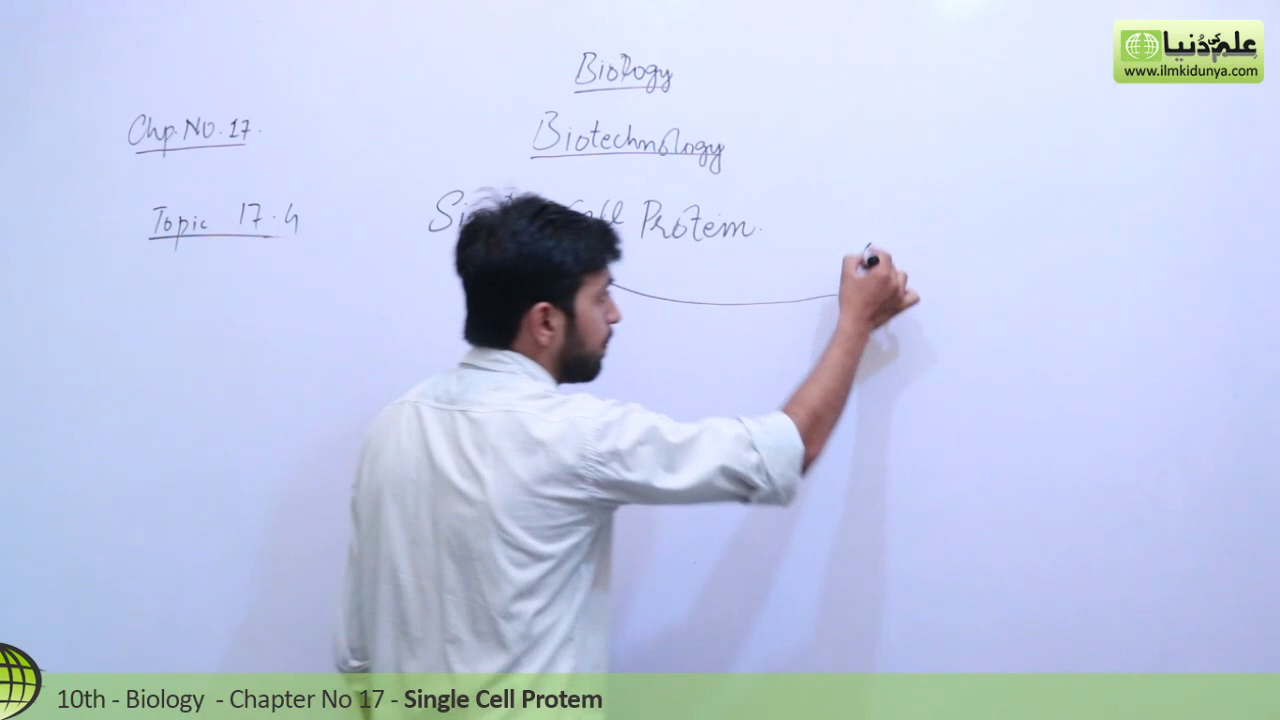 علم کی دُنیا
www.ilmkidunya.com
Biology
Chp. No. 17.
Biotechnology
Topic 17.4
Cell Protein.
10th - Biology - Chapter No 17 - Single Cell Protem